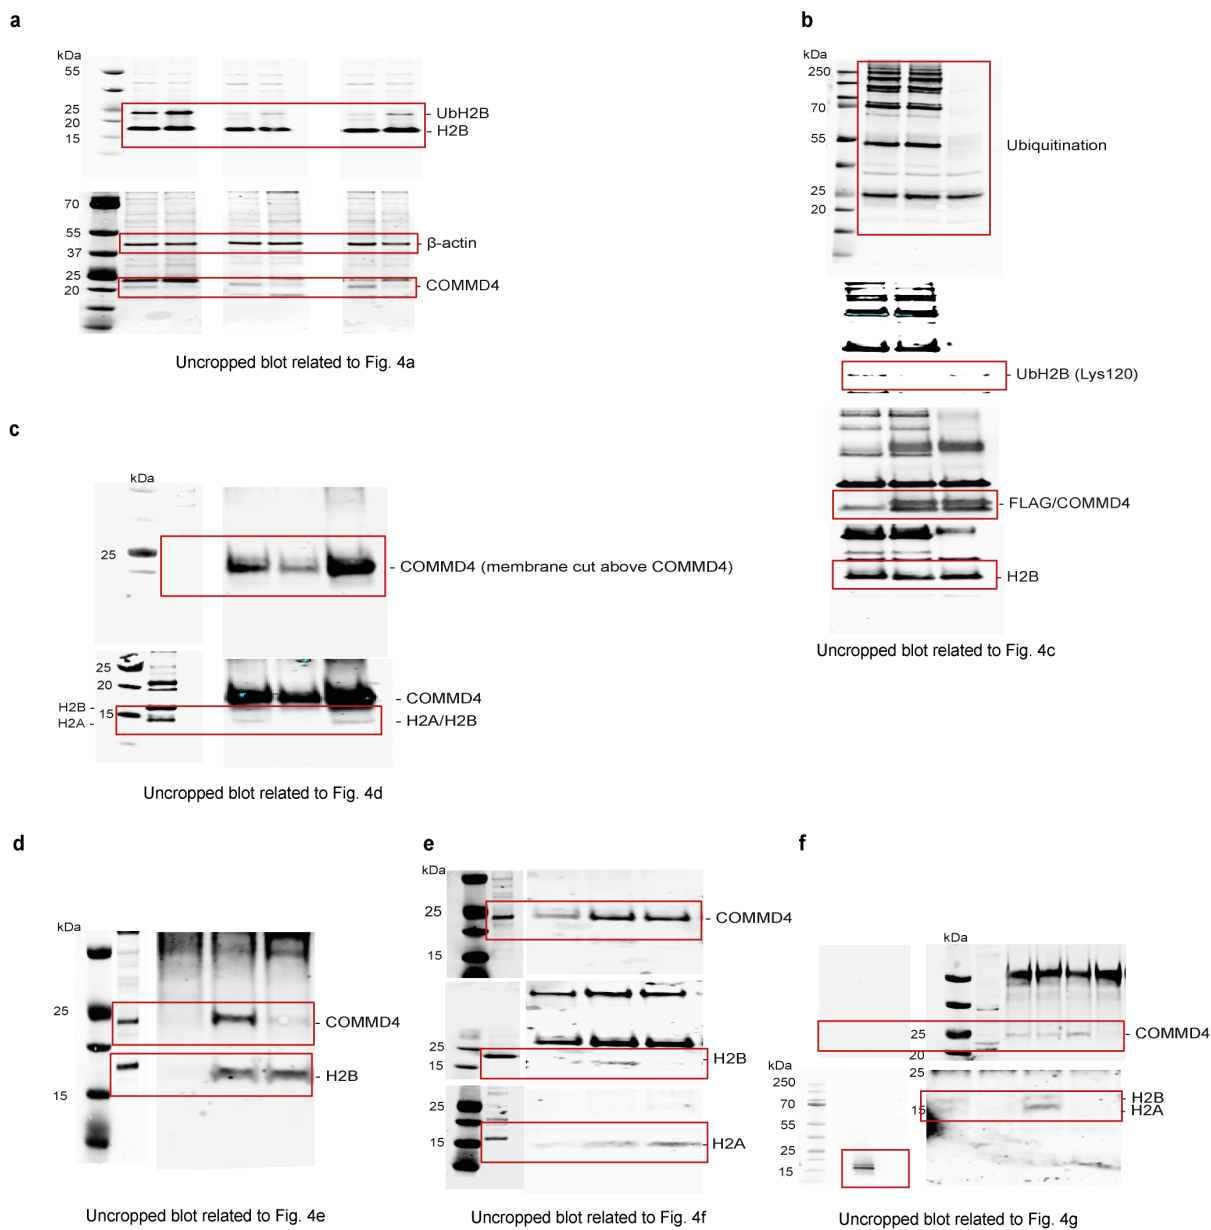 a
kDa
55
25
20
15
UbH2B
H2B
70
55
37
25
20
β-actin
COMMD4
Uncropped blot related to Fig. 4a
b
kDa
250
70
55
25
20
Ubiquitination
UbH2B (Lys120)
FLAG/COMMD4
H2B
Uncropped blot related to Fig. 4c
c
kDa
25
COMMD4 (membrane cut above COMMD4)
25
20
H2B
15
H2A
COMMD4
H2A/H2B
Uncropped blot related to Fig. 4d
d
kDa
25
15
COMMD4
H2B
Uncropped blot related to Fig. 4e
e
kDa
25
15
COMMD4
25
15
H2B
25
15
H2A
Uncropped blot related to Fig. 4f
f
kDa
25
20
COMMD4
25
15
H2B
H2A
250
70
55
25
15
Uncropped blot related to Fig. 4g